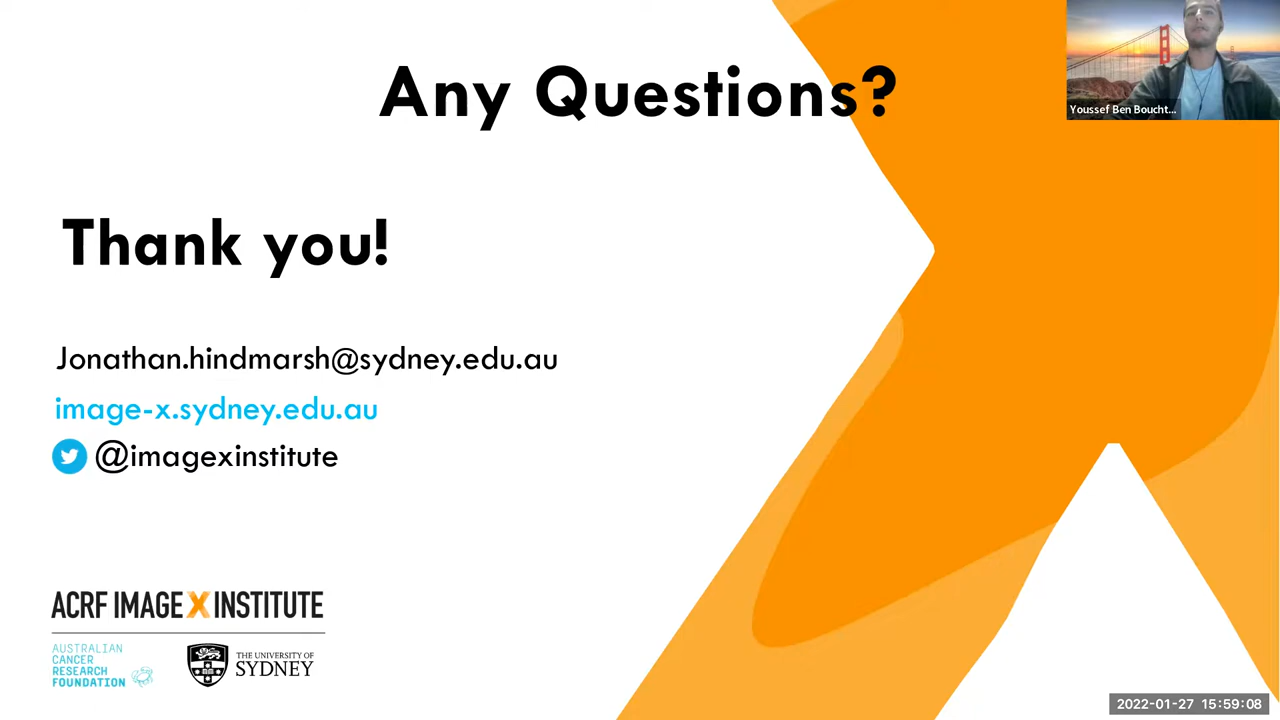 Any Questions?
Youssef Ben Boucht...
Thank you!
Jonathan.hindmarsh@sydney.edu.au
image-x.sydney.edu.au
@imagexinstitute
ACRF IMAGE X INSTITUTE
AUSTRALIAN
CANCER
RESEARCH
FOUNDATION
THE UNIVERSITY OF
SYDNEY
2022-01-27 15:59:08